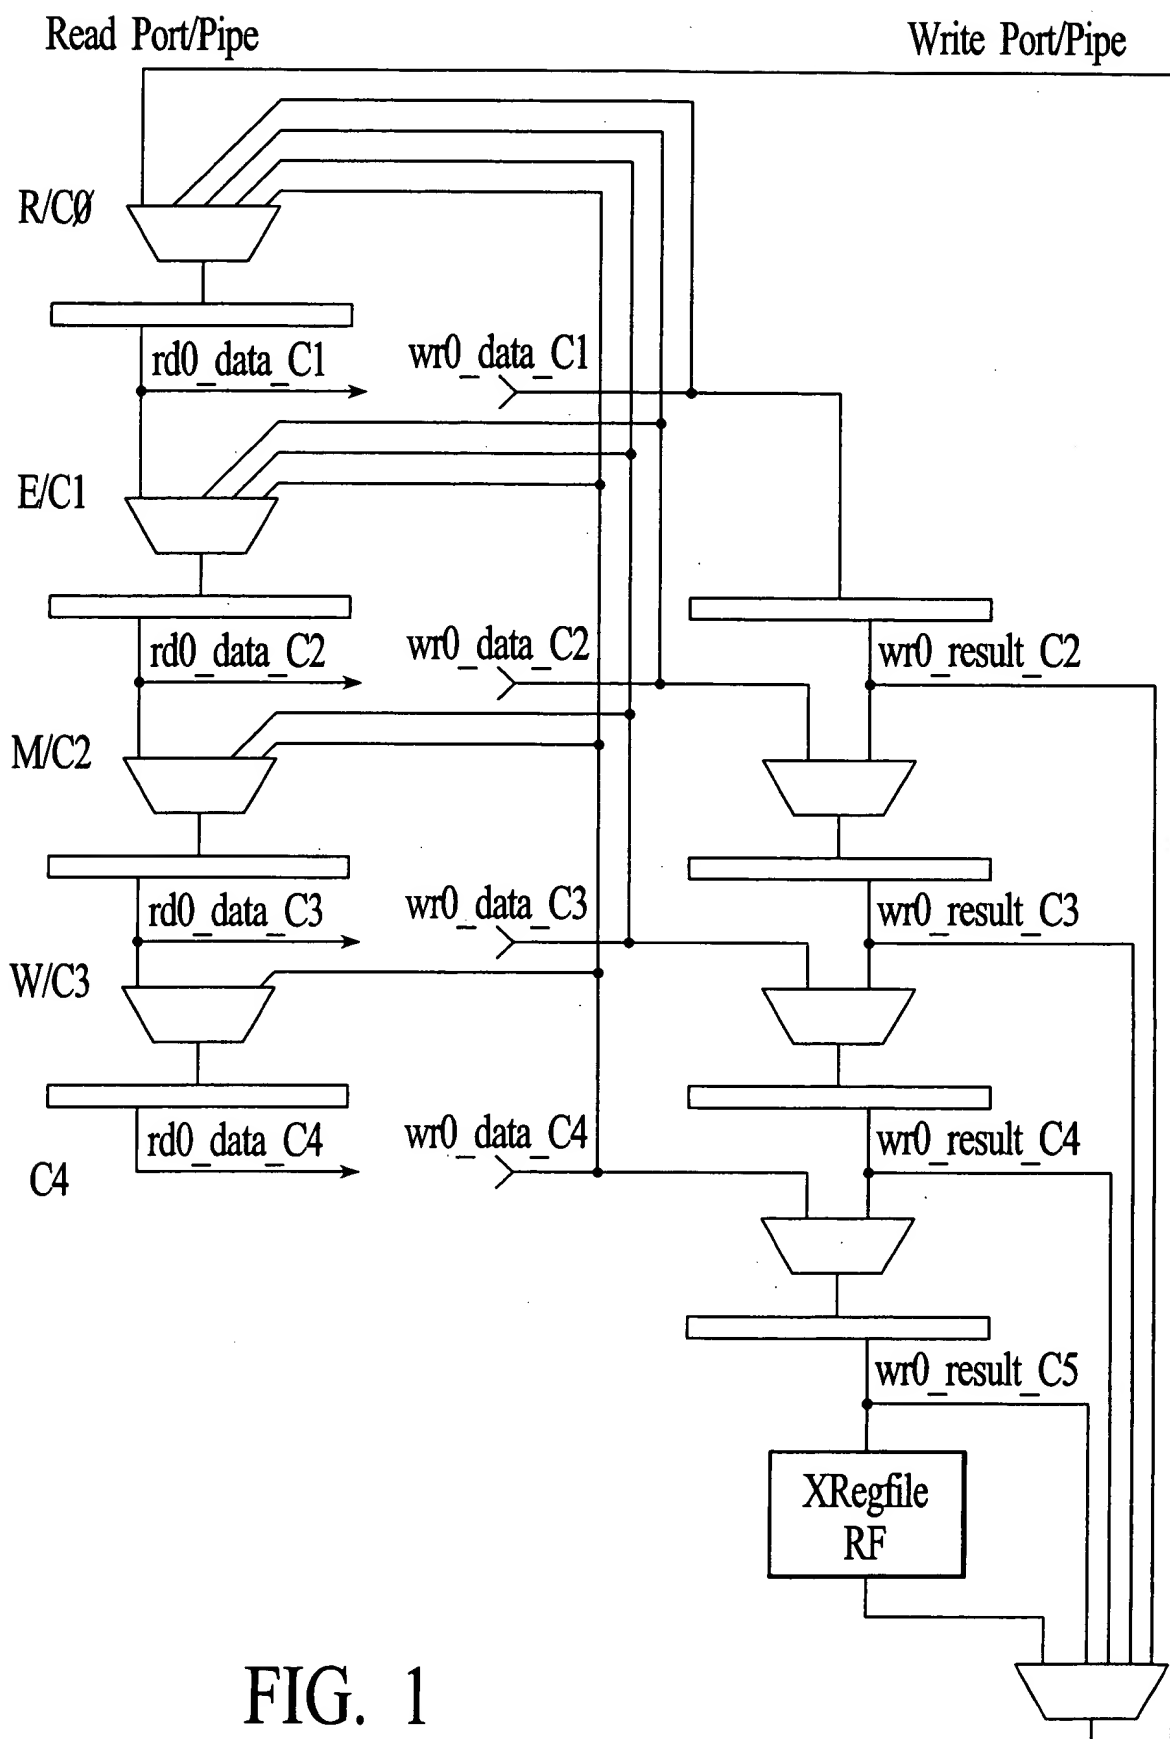 Read Port/Pipe
Write Port/Pipe
R/C0
rd0_data_C1
wr0_data_C1
E/C1
rd0_data_C2
wr0_data_C2
wr0_result_C2
M/C2
rd0_data_C3
wr0_data_C3
wr0_result_C3
W/C3
rd0_data_C4
wr0_data_C4
wr0_result_C4
C4
wr0_result_C5
XRegfile
RF
FIG. 1